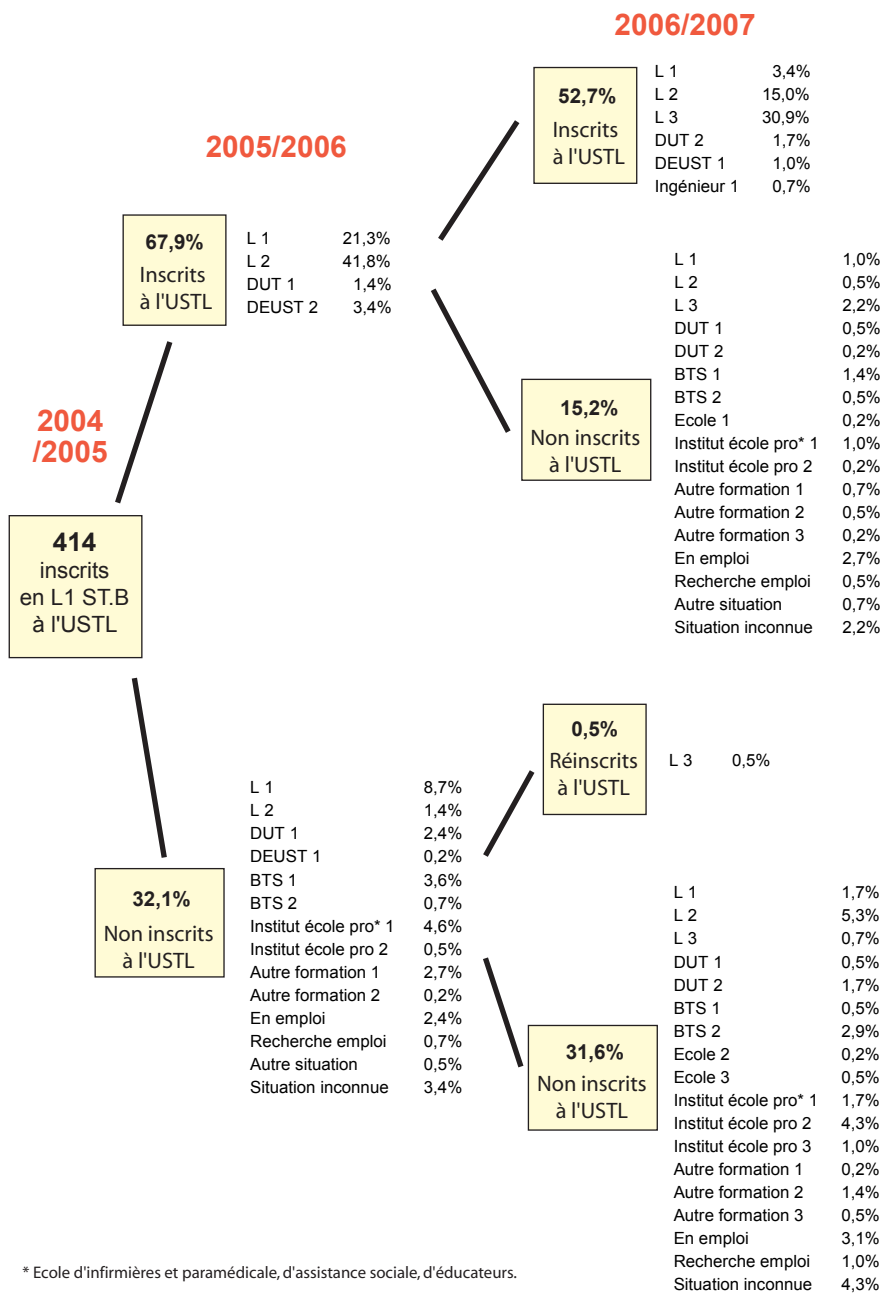 2006/2007
52,7%
Inscrits
à l'USTL
L 1 3,4%
L 2 15,0%
L 3 30,9%
DUT 2 1,7%
DEUST 1 1,0%
Ingénieur 1 0,7%
2005/2006
67,9%
Inscrits
à l'USTL
L 1 21,3%
L 2 41,8%
DUT 1 1,4%
DEUST 2 3,4%
15,2%
Non inscrits
à l'USTL
L 1 1,0%
L 2 0,5%
L 3 2,2%
DUT 1 0,5%
DUT 2 0,2%
BTS 1 1,4%
BTS 2 0,5%
Ecole 1 0,2%
Institut école pro* 1 1,0%
Institut école pro 2 0,2%
Autre formation 1 0,7%
Autre formation 2 0,5%
Autre formation 3 0,2%
En emploi 2,7%
Recherche emploi 0,5%
Autre situation 0,7%
Situation inconnue 2,2%
2004
/2005
414
inscrits
en L1 ST.B
à l'USTL
0,5%
Réinscrits
à l'USTL
L 3 0,5%
32,1%
Non inscrits
à l'USTL
L 1 8,7%
L 2 1,4%
DUT 1 2,4%
DEUST 1 0,2%
BTS 1 3,6%
BTS 2 0,7%
Institut école pro* 1 4,6%
Institut école pro 2 0,5%
Autre formation 1 2,7%
Autre formation 2 0,2%
En emploi 2,4%
Recherche emploi 0,7%
Autre situation 0,5%
Situation inconnue 3,4%
31,6%
Non inscrits
à l'USTL
L 1 1,7%
L 2 5,3%
L 3 0,7%
DUT 1 0,5%
DUT 2 1,7%
BTS 1 0,5%
BTS 2 2,9%
Ecole 2 0,2%
Ecole 3 0,5%
Institut école pro* 1 1,7%
Institut école pro 2 4,3%
Institut école pro 3 1,0%
Autre formation 1 0,2%
Autre formation 2 1,4%
Autre formation 3 0,5%
En emploi 3,1%
Recherche emploi 1,0%
Situation inconnue 4,3%
* Ecole d'infirmières et paramédicale, d'assistance sociale, d'éducateurs.